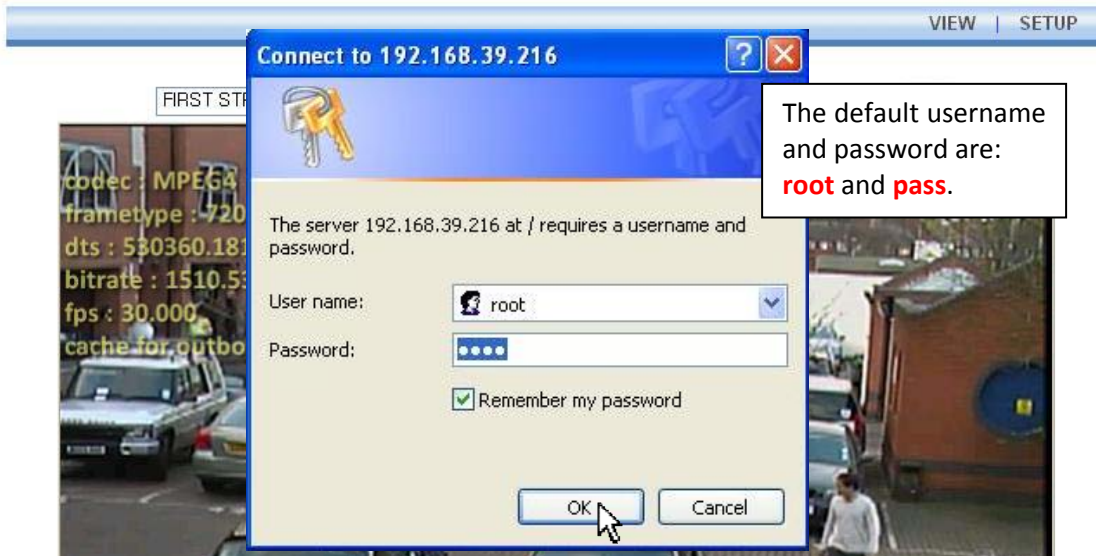 VIEW | SETUP
Connect to 192.168.39.216
FIRST
The default username
and password are:
root and pass.
codec : MPEG4
frametype : 720
dts : 530360.181
bitrate : 1510.5
fps : 30.000
cache for
The server 192.168.39.216 at / requires a username and
password.
User name:
root
Password:
Remember my password
OK
Cancel